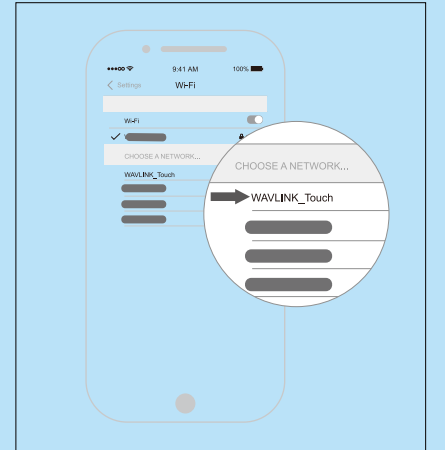 9:41 AM 100%
Settings Wi-Fi
Wi-Fi
CHOOSE A NETWORK...
WAVLINK_Touch
CHOOSE A NETWORK...
WAVLINK_Touch